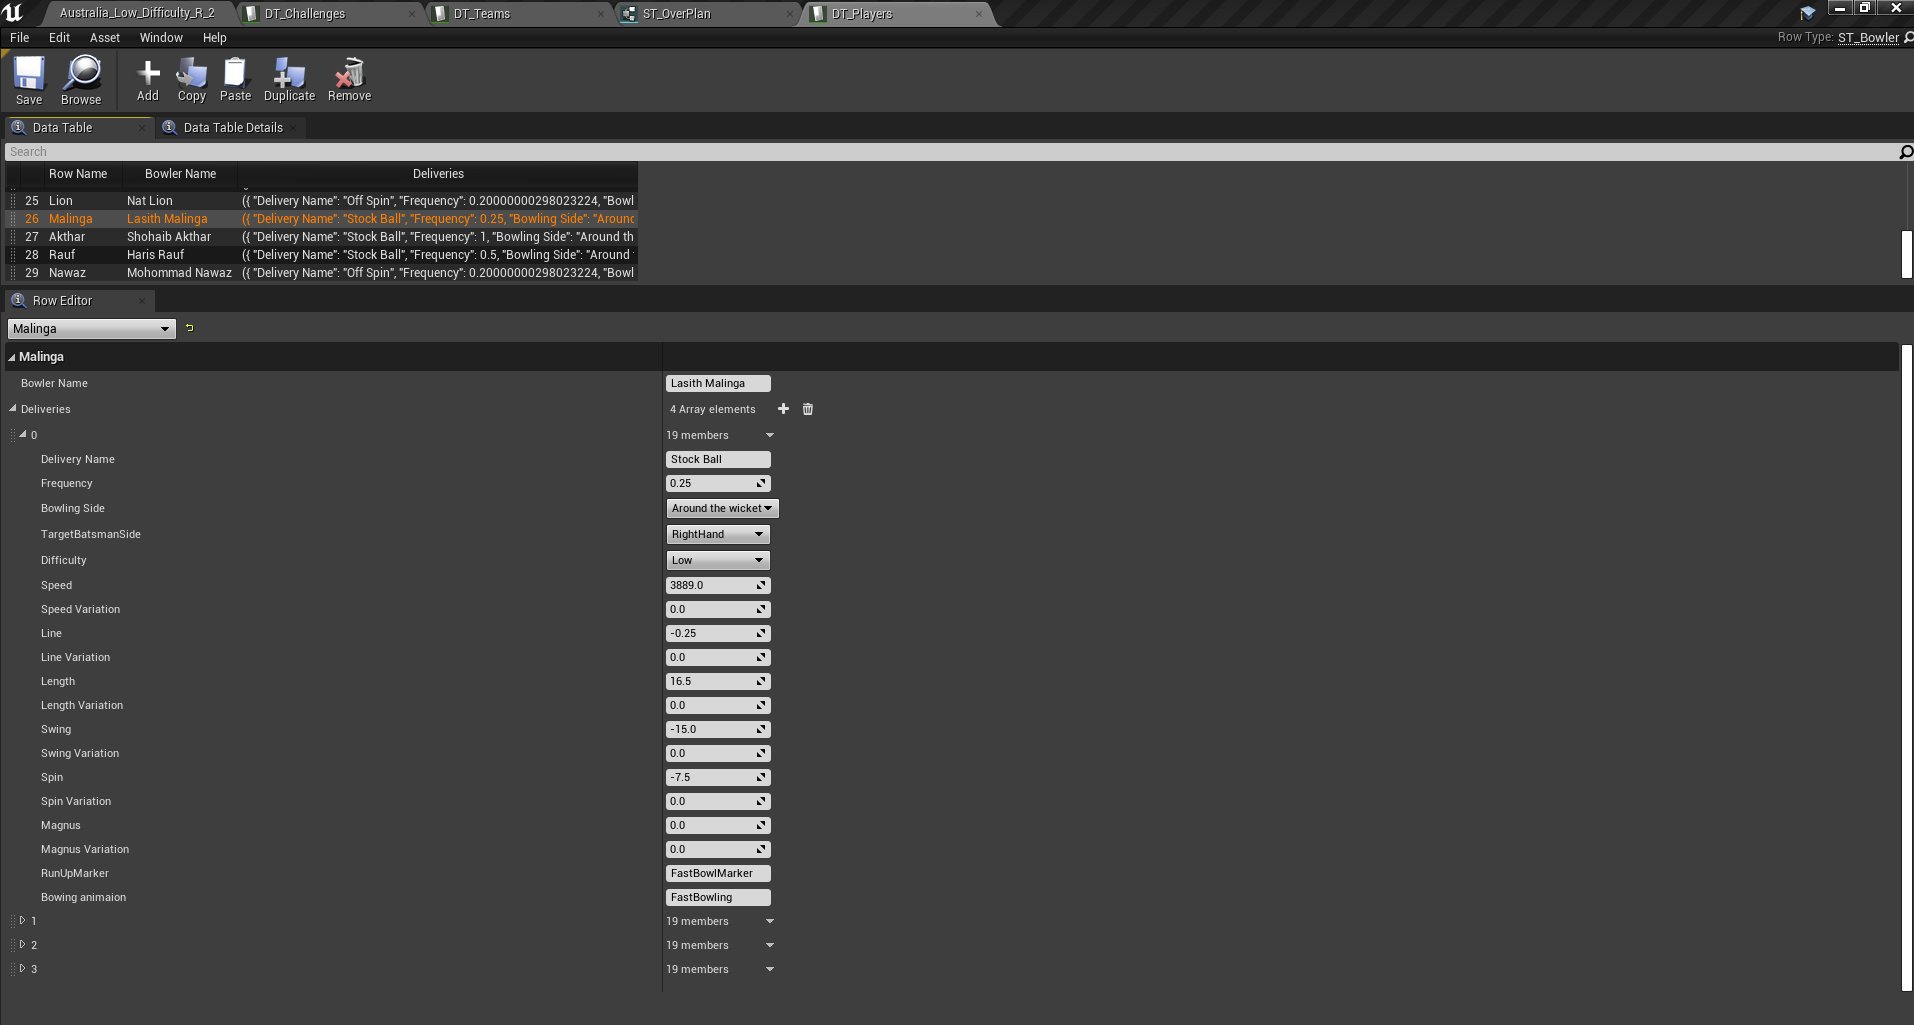 Australia_Low_Difficulty_R_2 DT_Challenges DT_Teams ST_OverPlan DT_Players
File Edit Asset Window Help Row Type: ST_Bowler
Save Browse Add Copy Paste Duplicate Remove
Data Table Data Table Details
Search
Row Name Bowler Name Deliveries
25 Lion Nat Lion ({ "Delivery Name": "Off Spin", "Frequency": 0.20000000298023224, "Bowl
26 Malinga Lasith Malinga ({ "Delivery Name": "Stock Ball", "Frequency": 0.25, "Bowling Side": "Around
27 Akthar Shohaib Akthar ({ "Delivery Name": "Stock Ball", "Frequency": 1, "Bowling Side": "Around th
28 Rauf Haris Rauf ({ "Delivery Name": "Stock Ball", "Frequency": 0.5, "Bowling Side": "Around
29 Nawaz Mohommad Nawaz ({ "Delivery Name": "Off Spin", "Frequency": 0.20000000298023224, "Bowl
Row Editor
Malinga
Malinga
Bowler Name Lasith Malinga
Deliveries 4 Array elements
0 19 members
Delivery Name Stock Ball
Frequency 0.25
Bowling Side Around the wicket
TargetBatsmanSide RightHand
Difficulty Low
Speed 3889.0
Speed Variation 0.0
Line -0.25
Line Variation 0.0
Length 16.5
Length Variation 0.0
Swing -15.0
Swing Variation 0.0
Spin -7.5
Spin Variation 0.0
Magnus 0.0
Magnus Variation 0.0
RunUpMarker FastBowlMarker
Bowing animaion FastBowling
1 19 members
2 19 members
3 19 members